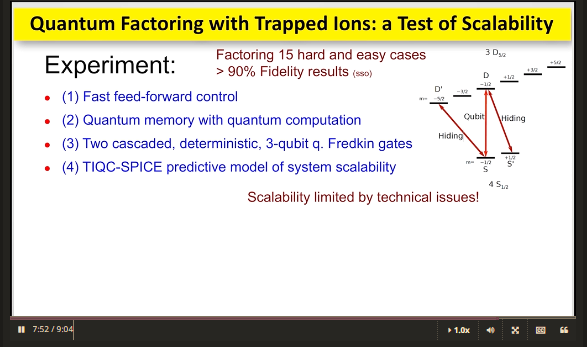 Quantum Factoring with Trapped Ions: a Test of Scalability
Experiment:
Factoring 15 hard and easy cases
> 90% Fidelity results (sso)
• (1) Fast feed-forward control
• (2) Quantum memory with quantum computation
• (3) Two cascaded, deterministic, 3-qubit q. Fredkin gates
• (4) TIQC-SPICE predictive model of system scalability
Scalability limited by technical issues!
3 D5/2
+5/2
+3/2
+1/2
D
-1/2
-3/2
D'
m= -5/2
Qubit
Hiding
Hiding
m= -1/2
S
+1/2
S'
4 S1/2
7:52 / 9:04
1.0x